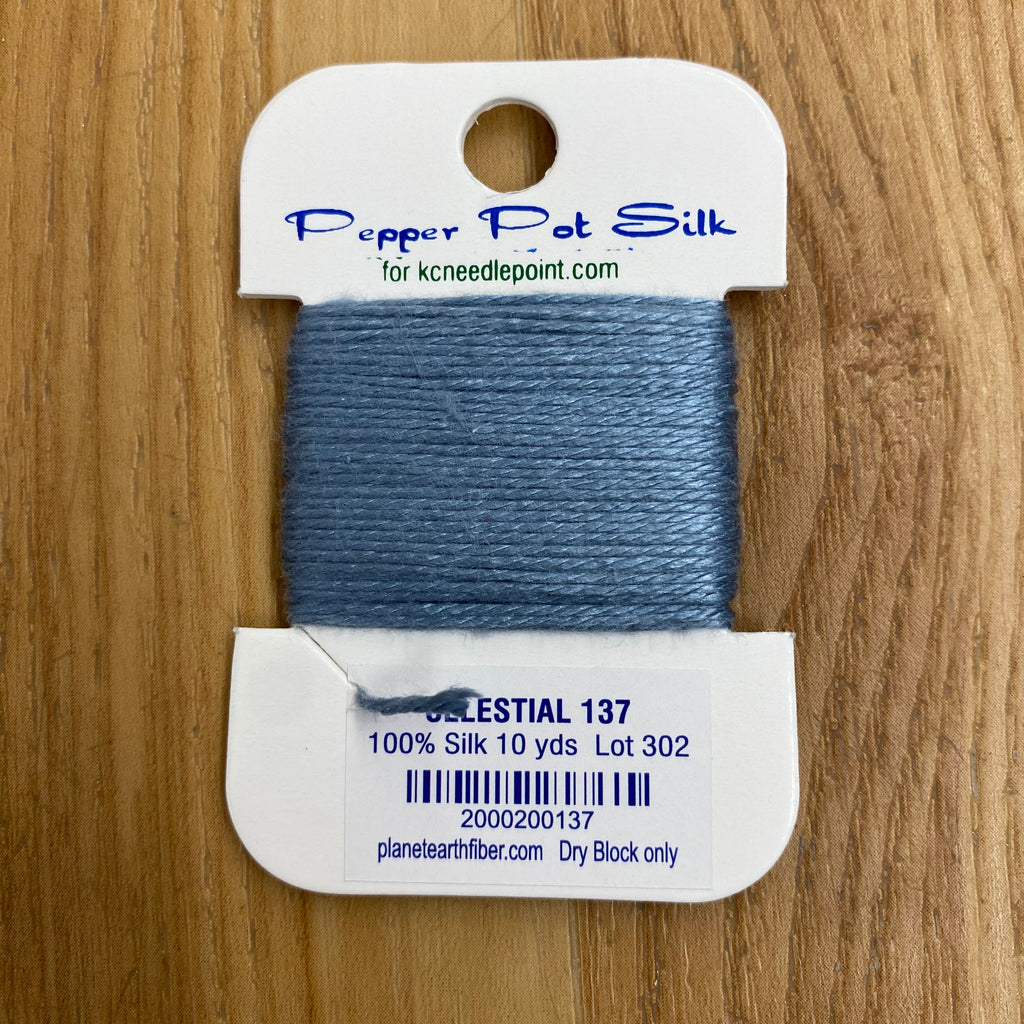 Pepper Pot Silk
for kcneedlepoint.com
CELESTIAL 137
100% Silk 10 yds Lot 302
2000200137
planetearthfiber.com Dry Block only